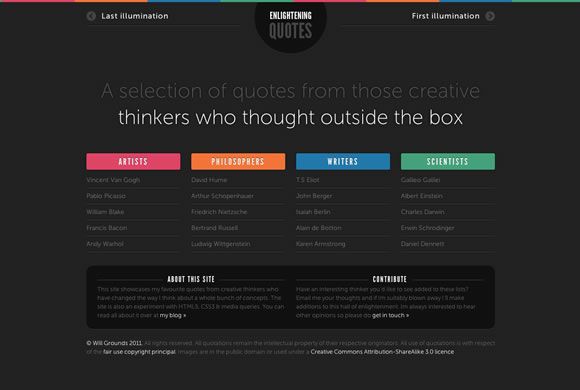 Last illumination
ENLIGHTENING
QUOTES
First illumination
A selection of quotes from those creative
thinkers who thought outside the box
ARTISTS
Vincent Van Gogh
Pablo Picasso
William Blake
Francis Bacon
Andy Warhol
PHILOSOPHERS
David Hume
Arthur Schopenhauer
Friedrich Nietzsche
Bertrand Russell
Ludwig Wittgenstein
WRITERS
T.S Eliot
John Berger
Isaiah Berlin
Alain de Botton
Karen Armstrong
SCIENTISTS
Galileo Galilei
Albert Einstein
Charles Darwin
Erwin Schrodinger
Daniel Dennett
ABOUT THIS SITE
This site showcases my favourite quotes from creative thinkers who
have changed the way I think about a whole bunch of concepts. The
site is also an experiment with HTML5, CSS3 & media queries. You can
read all about it over at my blog »
CONTRIBUTE
Have an interesting thinker you'd like to see added to these lists?
Email me your thoughts and if Im suitably blown away I'll make
additions to this hall of enlightenment. Im always interested to hear
other opinions so please do get in touch »
© Will Grounds 2011. All rights reserved. All quotations remain the intellectual property of their respective originators. All use of quotations is with respect
of the fair use copyright principal. Images are in the public domain or used under a Creative Commons Attribution-ShareAlike 3.0 licence